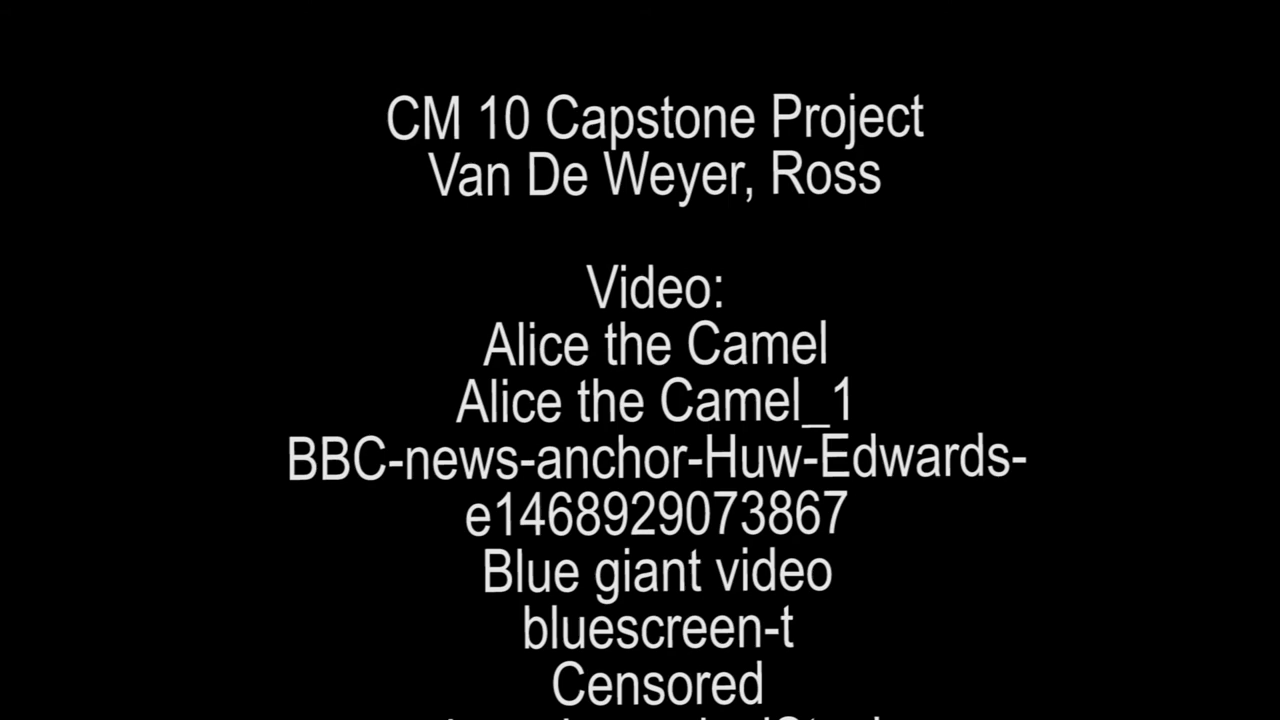 CM 10 Capstone Project
Van De Weyer, Ross
Video:
Alice the Camel
Alice the Camel_1
BBC-news-anchor-Huw-Edwards-
e1468929073867
Blue giant video
bluescreen-t
Censored